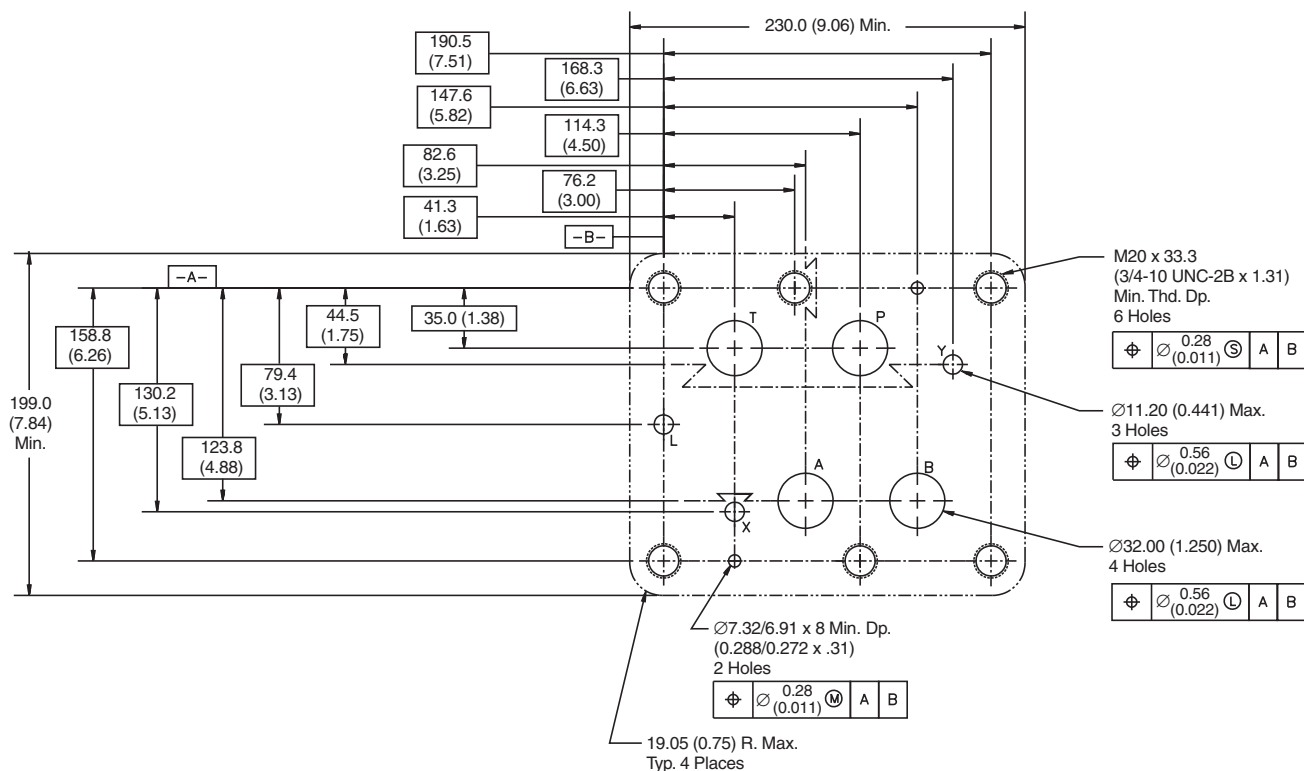 230.0 (9.06) Min.
190.5
(7.51)
168.3
(6.63)
147.6
(5.82)
114.3
(4.50)
82.6
(3.25)
76.2
(3.00)
41.3
(1.63)
-B-
-A-
158.8
(6.26)
130.2
(5.13)
123.8
(4.88)
79.4
(3.13)
44.5
(1.75)
35.0 (1.38)
199.0
(7.84)
Min.
T
P
Y
L
A
B
X
M20 x 33.3
(3/4-10 UNC-2B x 1.31)
Min. Thd. Dp.
6 Holes
⌖ ∅ 0.28 Ⓢ A B
(0.011)
∅11.20 (0.441) Max.
3 Holes
⌖ ∅ 0.56 Ⓛ A B
(0.022)
∅32.00 (1.250) Max.
4 Holes
⌖ ∅ 0.56 Ⓛ A B
(0.022)
∅7.32/6.91 x 8 Min. Dp.
(0.288/0.272 x .31)
2 Holes
⌖ ∅ 0.28 Ⓜ A B
(0.011)
19.05 (0.75) R. Max.
Typ. 4 Places